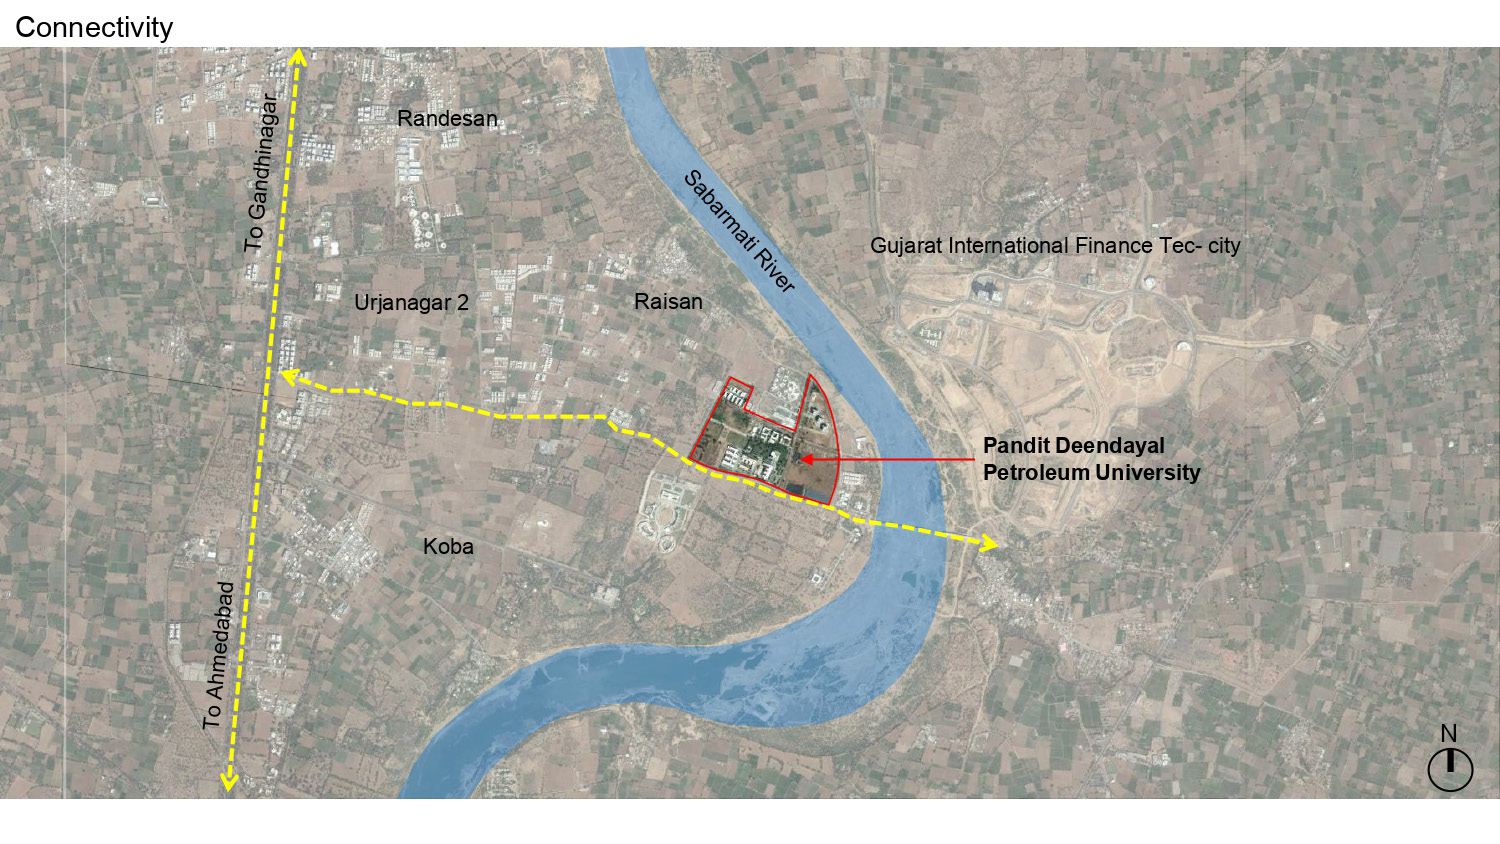 Connectivity
To Gandhinagar
Randesan
Sabarmati River
Gujarat International Finance Tec- city
Urjanagar 2
Raisan
Pandit Deendayal
Petroleum University
Koba
To Ahmedabad
N